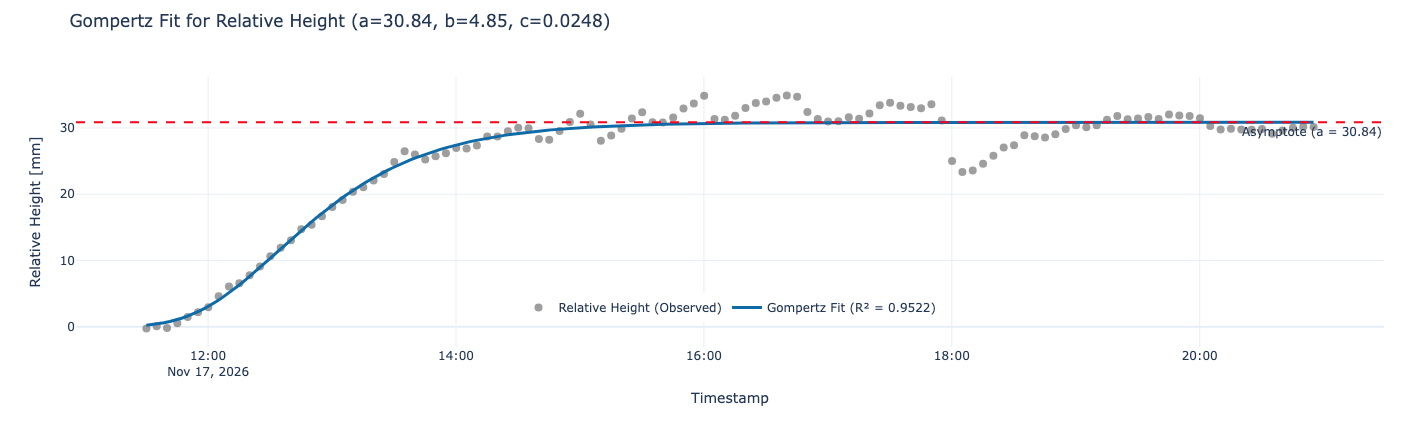 Gompertz Fit for Relative Height (a=30.84, b=4.85, c=0.0248)
Relative Height [mm]
30
20
10
0
Asymptote (a = 30.84)
Relative Height (Observed)
Gompertz Fit (R² = 0.9522)
12:00
14:00
16:00
18:00
20:00
Nov 17, 2026
Timestamp